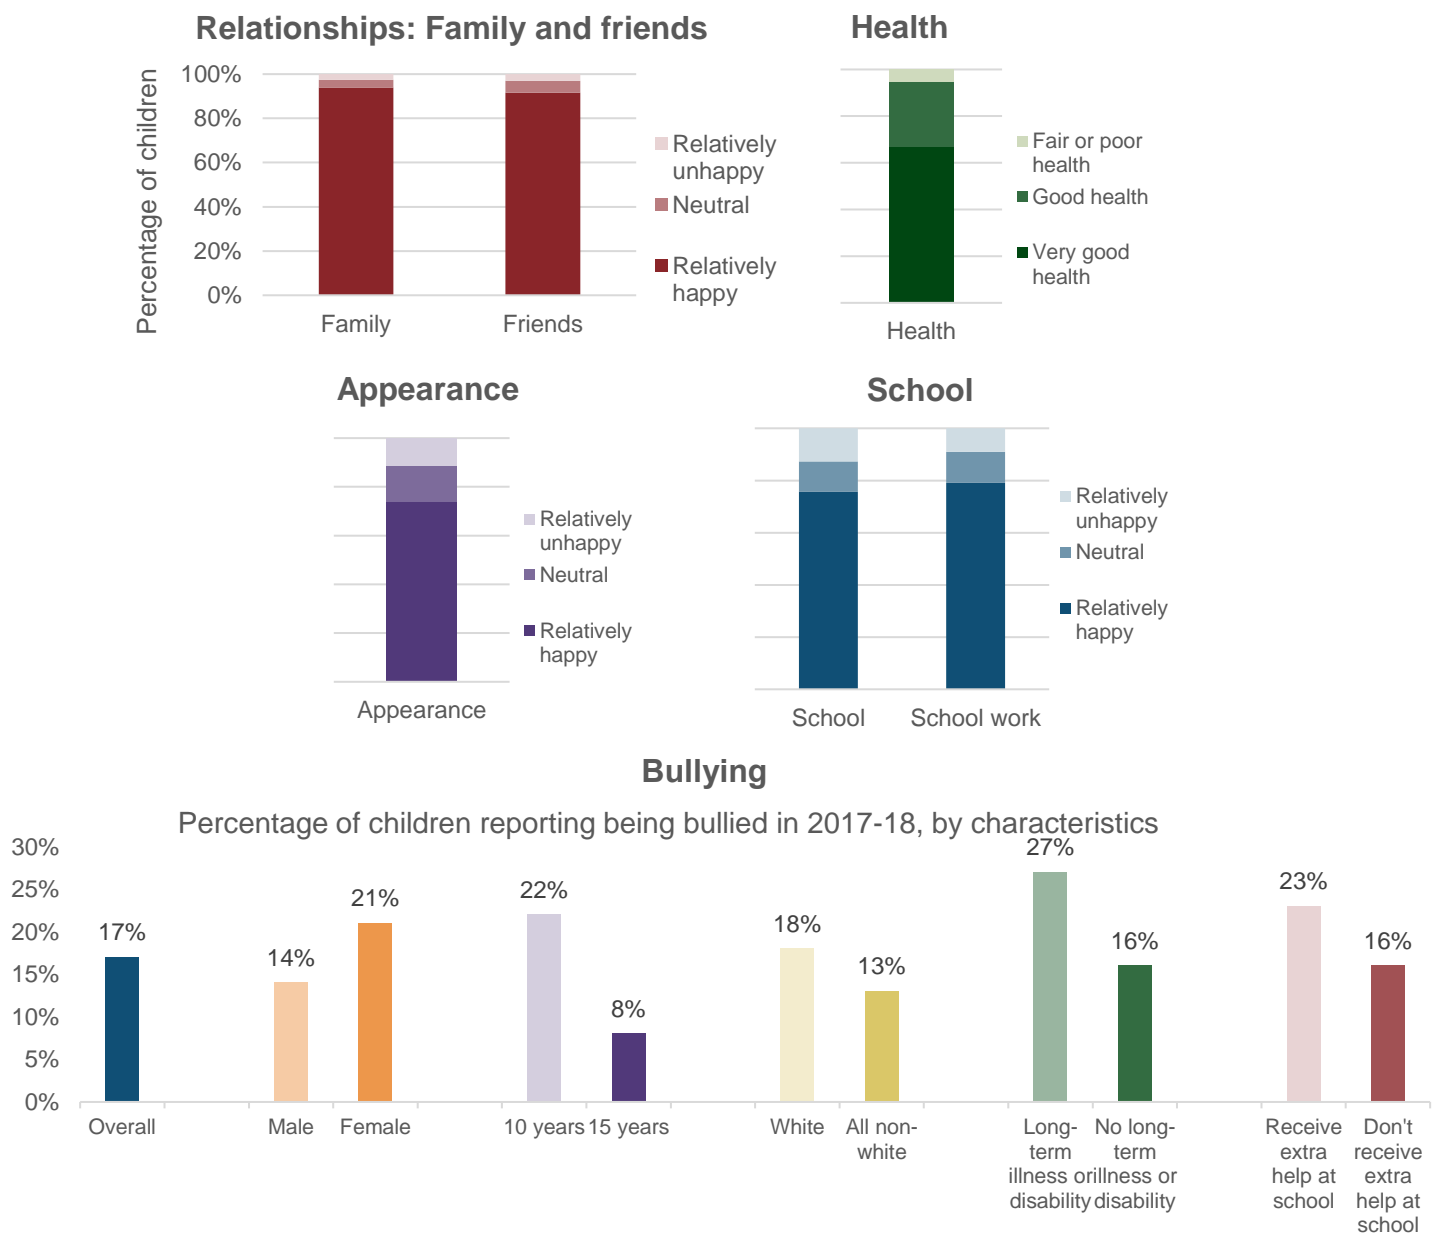 Relationships: Family and friends
Percentage of children
100%
80%
60%
40%
20%
0%
Family
Friends
Relatively
unhappy
Neutral
Relatively
happy
Health
Fair or poor
health
Good health
Very good
health
Health
Appearance
Relatively
unhappy
Neutral
Relatively
happy
Appearance
School
Relatively
unhappy
Neutral
Relatively
happy
School
School work
Bullying
Percentage of children reporting being bullied in 2017-18, by characteristics
30%
25%
20%
15%
10%
5%
0%
17%
14%
21%
22%
8%
18%
13%
27%
16%
23%
16%
Overall
Male
Female
10 years
15 years
White
All non-
white
Long-
term
illness or
disability
No long-
term
illness or
disability
Receive
extra
help at
school
Don't
receive
extra
help at
school